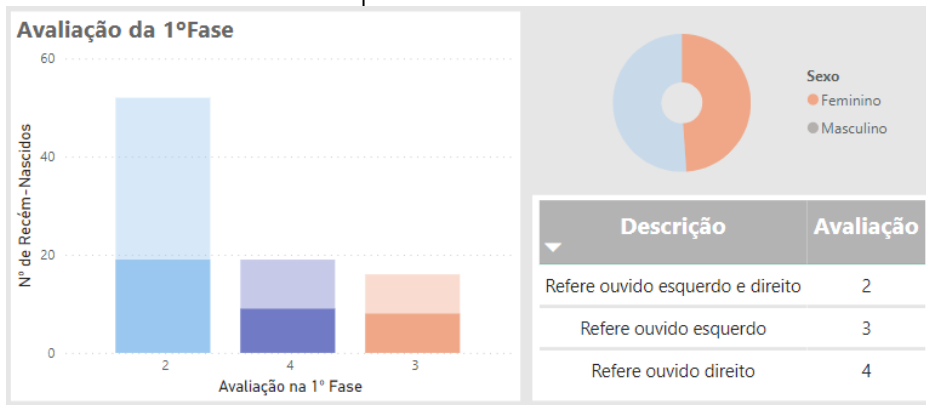 Avaliação da 1ºFase
60
40
20
0
Nº de Recém-Nascidos
2
4
3
Avaliação na 1º Fase
Sexo
Feminino
Masculino
Descrição Avaliação
Refere ouvido esquerdo e direito 2
Refere ouvido esquerdo 3
Refere ouvido direito 4